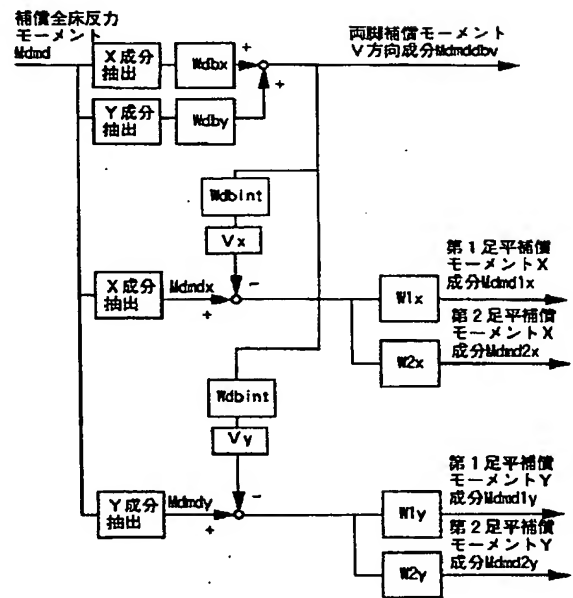 補償全床反力
モーメント
Mdmd
X成分
抽出
Wdbx
+
+
両脚補償モーメント
V方向成分Mdmddbv
Y成分
抽出
Wdby
Wdbint
Vx
X成分
抽出
Mdmdx
+
-
W1x
第1足平補償
モーメントX
成分Mdmd1x
第2足平補償
モーメントX
成分Mdmd2x
W2x
Wdbint
Vy
Y成分
抽出
Mdmdy
+
-
W1y
第1足平補償
モーメントY
成分Mdmd1y
第2足平補償
モーメントY
成分Mdmd2y
W2y